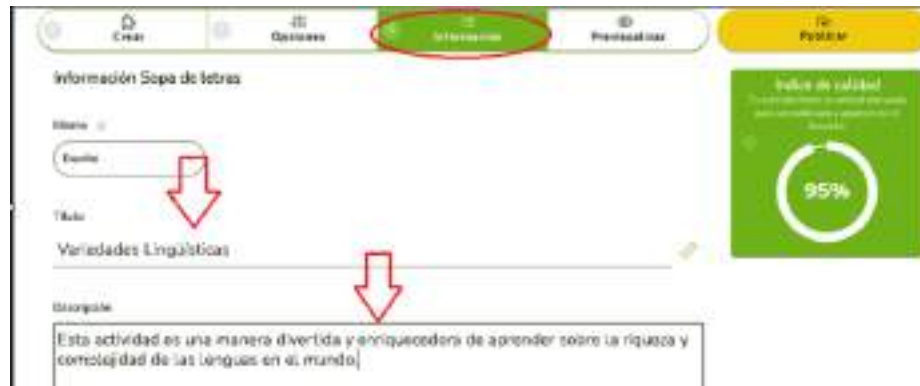 Crear
Opciones
Información
Previsualizar
Publicar
Información Sopa de letras
Índice de calidad
Idioma
Español
95%
Título
Variedades Lingüísticas
Descripción
Esta actividad es una manera divertida y enriquecedora de aprender sobre la riqueza y
complejidad de las lenguas en el mundo.